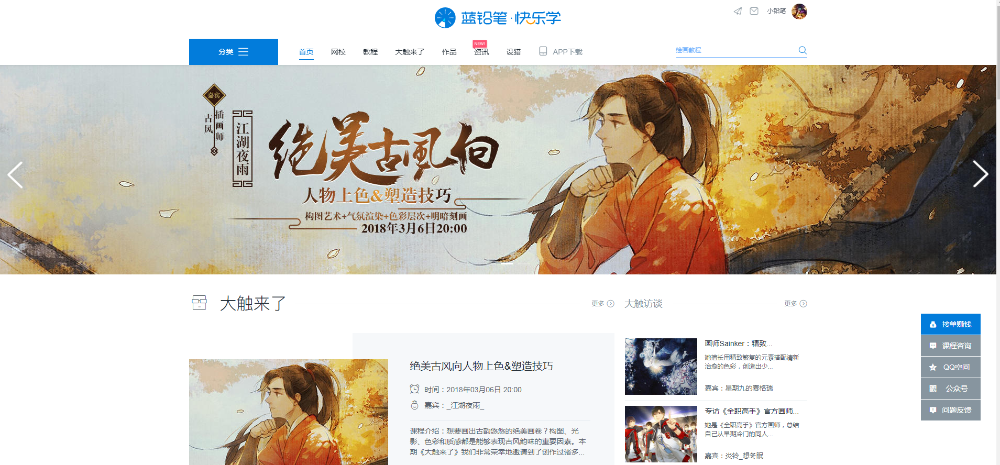 蓝铅笔·快乐学
小铅笔
分类
首页
网校
教程
大触来了
作品
NEW!
资讯
设猎
APP下载
绘画教程
嘉宾
古风
插画师
江湖夜雨
绝美古風向
人物上色&塑造技巧
构图艺术+气氛渲染+色彩层次+明暗刻画
2018年3月6日20:00
大触来了
更多
大触访谈
更多
绝美古风向人物上色&塑造技巧
时间：2018年03月06日 20:00
嘉宾：_江湖夜雨_
课程介绍：想要画出古韵悠悠的绝美画卷？构图、光
影、色彩和质感都是能够表现古风韵味的重要因素。本
期《大触来了》我们非常荣幸地邀请到了创作过诸多...
画师Sainker：精致...
她擅长用精致繁复的元素搭配清新
治愈的色彩，创造出少...
嘉宾：星期九的赛格瑞
专访《全职高手》官方画师...
她是《全职高手》官方画师，总结
自己从早期冷门的同人...
嘉宾：炎铃_想冬眠
接单赚钱
课程咨询
QQ空间
公众号
问题反馈